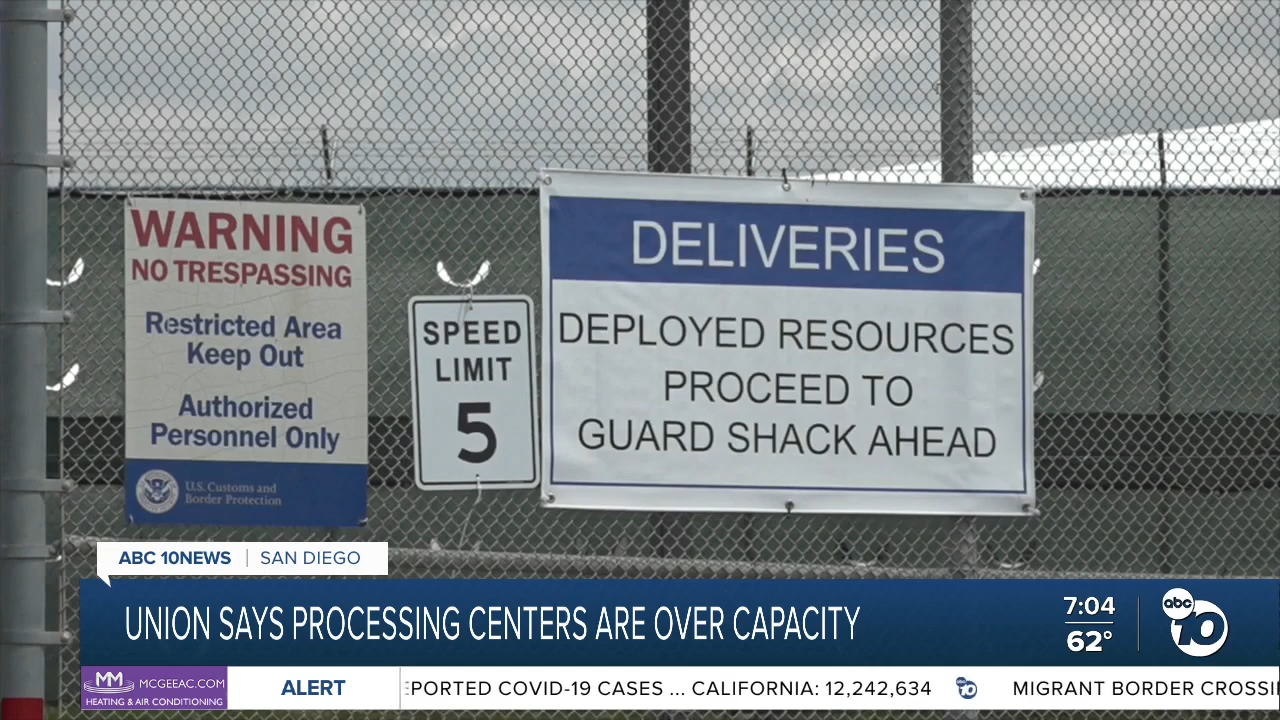 WARNING
NO TRESPASSING
Restricted Area
Keep Out
Authorized
Personnel Only
U.S. Customs and
Border Protection
SPEED
LIMIT
5
DELIVERIES
DEPLOYED RESOURCES
PROCEED TO
GUARD SHACK AHEAD
ABC 10NEWS | SAN DIEGO
UNION SAYS PROCESSING CENTERS ARE OVER CAPACITY
7:04
62°
abc
10
MM
MCGEEAC.COM
HEATING & AIR CONDITIONING
ALERT
PORTED COVID-19 CASES ... CALIFORNIA: 12,242,634 abc 10 MIGRANT BORDER CROSSI